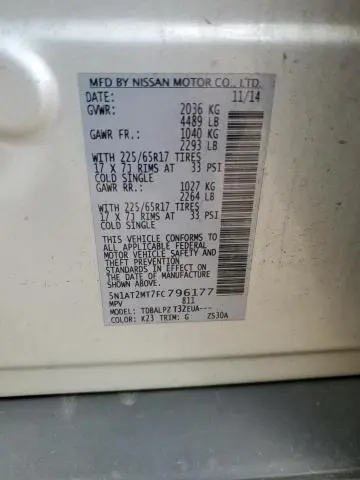 MFD BY NISSAN MOTOR CO., LTD.
DATE: 11/14
GVWR: 2036 KG
4489 LB
GAWR FR.: 1040 KG
2293 LB
WITH 225/65R17 TIRES
17 X 7J RIMS AT 33 PSI
COLD SINGLE
GAWR RR.: 1027 KG
2264 LB
WITH 225/65R17 TIRES
17 X 7J RIMS AT 33 PSI
COLD SINGLE
THIS VEHICLE CONFORMS TO
ALL APPLICABLE FEDERAL
MOTOR VEHICLE SAFETY AND
THEFT PREVENTION
STANDARDS IN EFFECT ON
THE DATE OF MANUFACTURE
SHOWN ABOVE.
5N1AT2MT7FC796177
MPV 811
MODEL: TDBALPZ T32EUA---
COLOR: K23 TRIM: G ZS30A